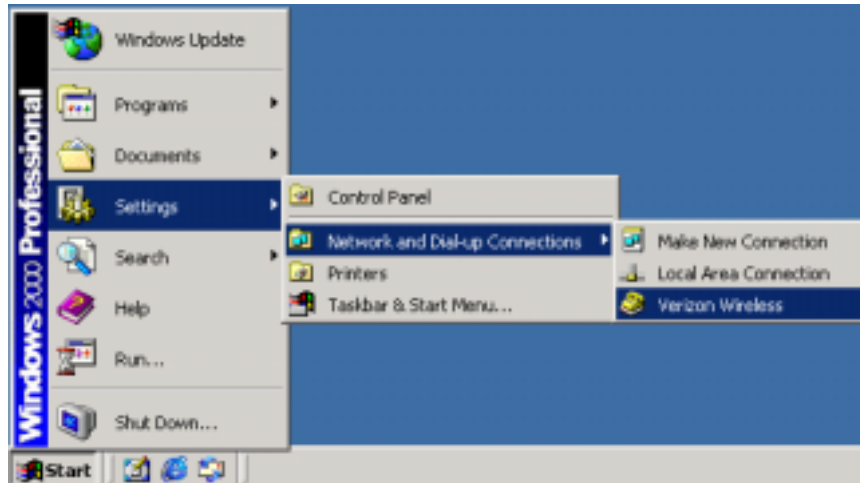 Windows 2000 Professional
Windows Update
Programs
Documents
Settings
Search
Help
Run...
Shut Down...
Control Panel
Network and Dial-up Connections
Printers
Taskbar & Start Menu...
Make New Connection
Local Area Connection
Verizon Wireless
Start